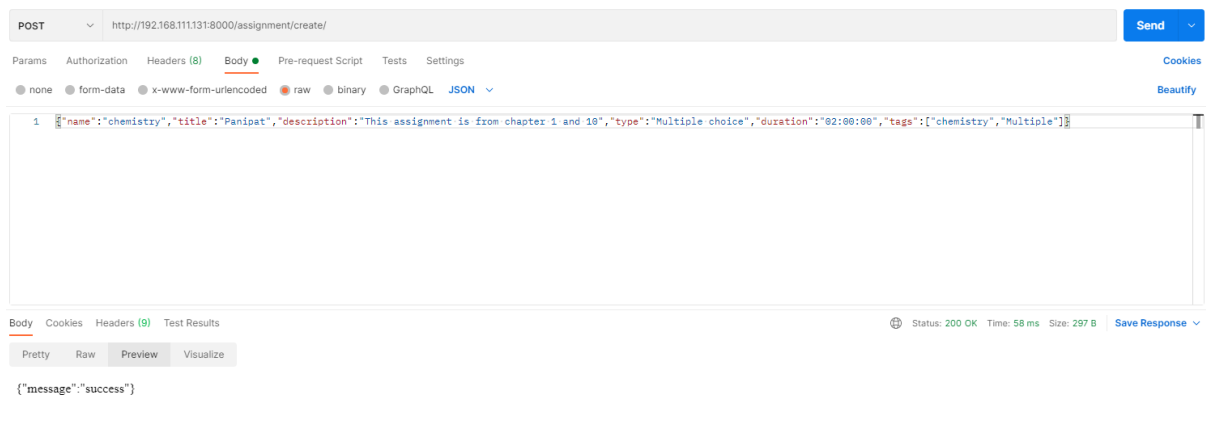 POST http://192.168.111.131:8000/assignment/create/ Send
Params Authorization Headers (8) Body Pre-request Script Tests Settings Cookies
none form-data x-www-form-urlencoded raw binary GraphQL JSON Beautify
1 {"name":"chemistry","title":"Panipat","description":"This assignment is from chapter 1 and 10","type":"Multiple choice","duration":"02:00:00","tags":["chemistry","Multiple"]}
Body Cookies Headers (9) Test Results Status: 200 OK Time: 58 ms Size: 297 B Save Response
Pretty Raw Preview Visualize
{"message":"success"}